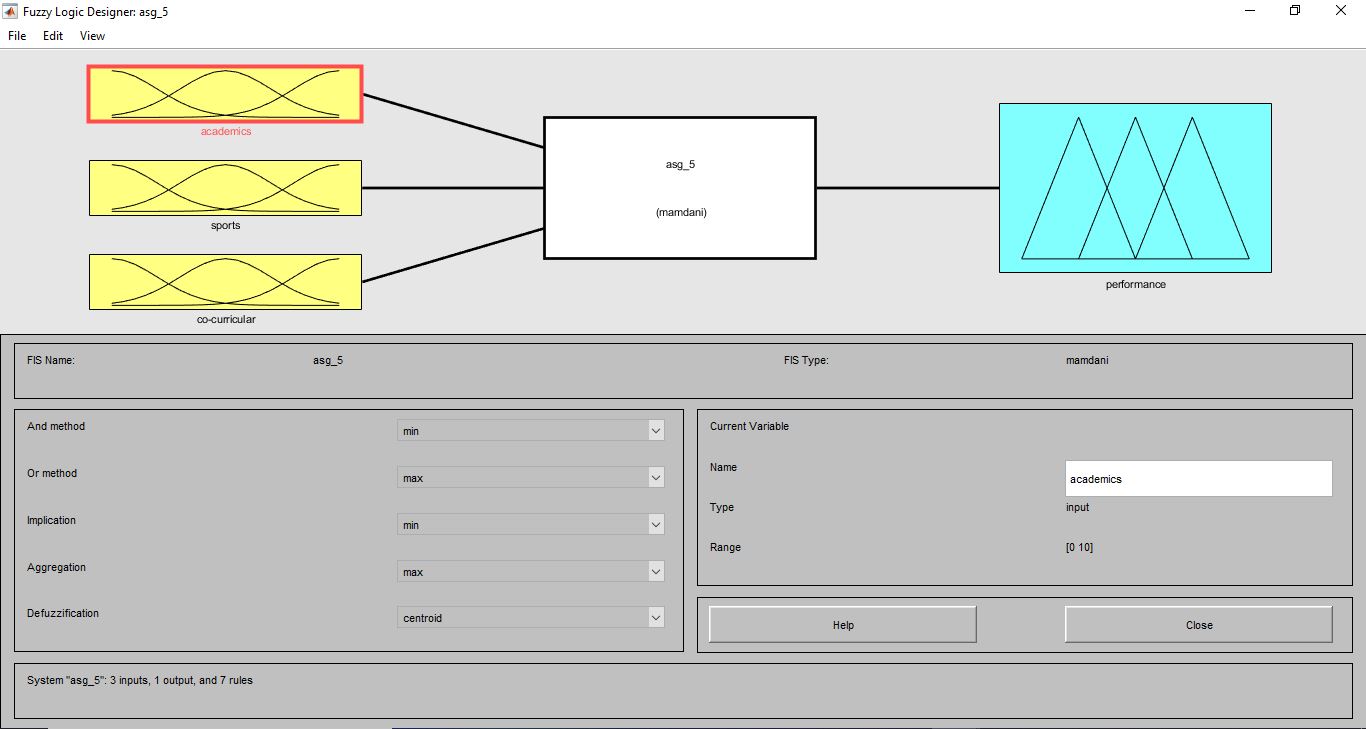 Fuzzy Logic Designer: asg_5
File Edit View
academics
sports
co-curricular
asg_5
(mamdani)
performance
FIS Name: asg_5 FIS Type: mamdani
And method min
Or method max
Implication min
Aggregation max
Defuzzification centroid
Current Variable
Name academics
Type input
Range [0 10]
Help Close
System "asg_5": 3 inputs, 1 output, and 7 rules